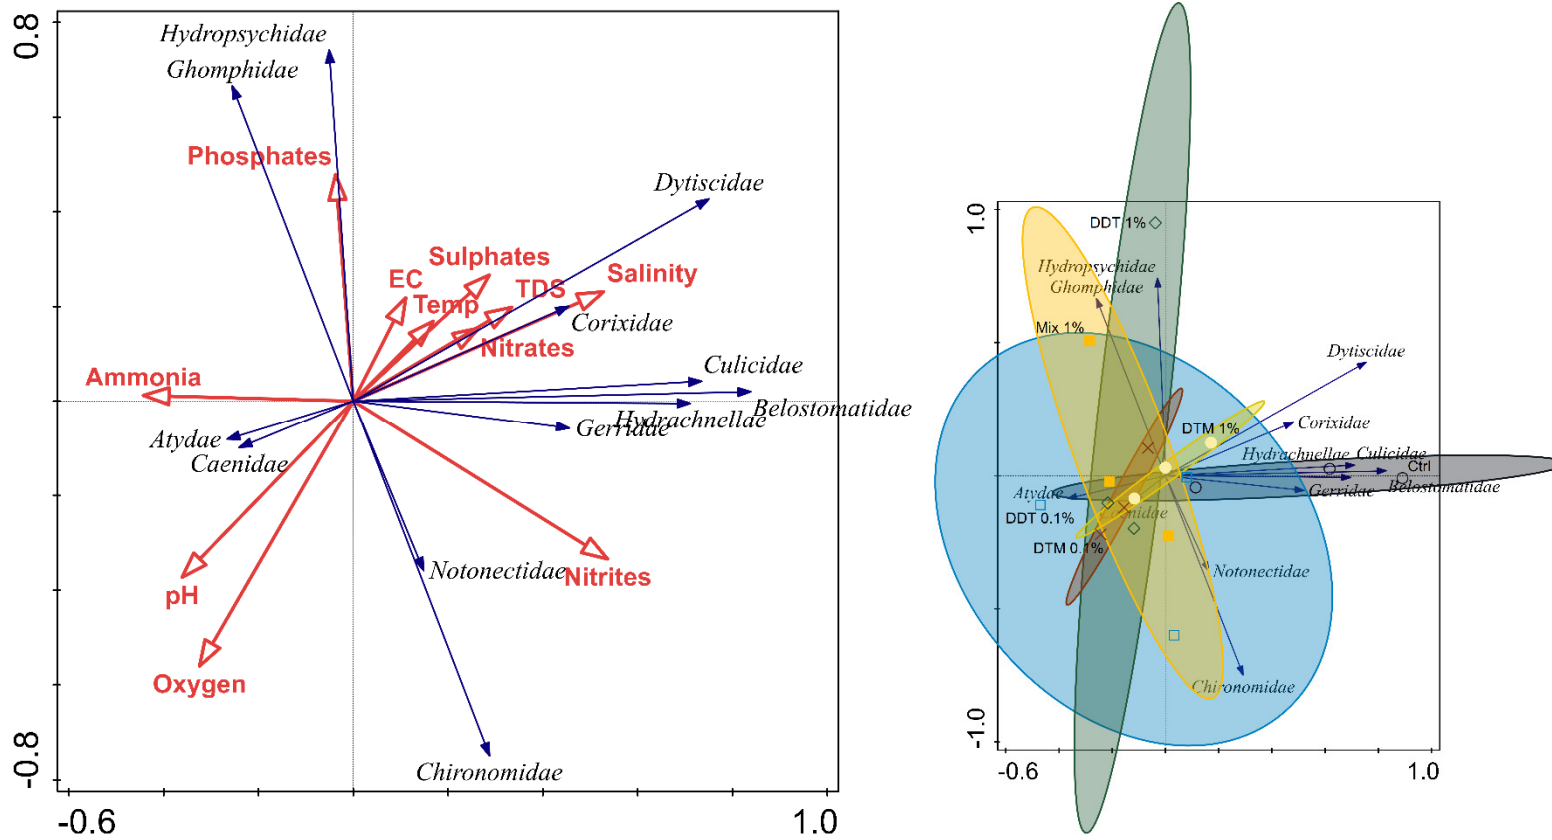 0.8
Hydropsychidae
Ghomphidae
Phosphates
Dytiscidae
Sulphates
EC
Salinity
TDS
Temp
Corixidae
Nitrates
Culicidae
Ammonia
Belostomatidae
Hydrachnellae
Gerridae
Atydae
Caenidae
Notonectidae
Nitrites
pH
Oxygen
Chironomidae
-0.8
-0.6
1.0
1.0
DDT 1%
Hydropsychidae
Ghomphidae
Mix 1%
Dytiscidae
Corixidae
DTM 1%
Hydrachnellae
Culicidae
Ctrl
Belostomatidae
Gerridae
Atydae
DDT 0.1%
DTM 0.1%
Notonectidae
Chironomidae
-1.0
-0.6
1.0